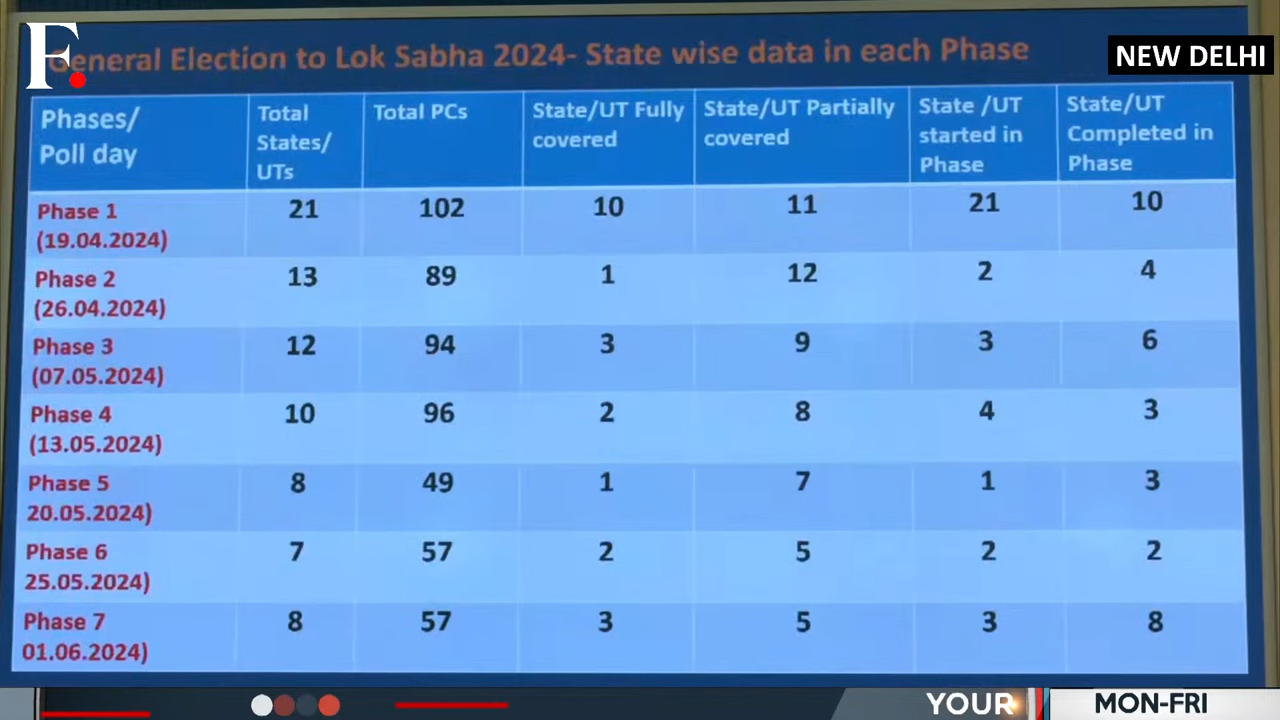 F.
General Election to Lok Sabha 2024- State wise data in each Phase
NEW DELHI
Phases/
Poll day
Total
States/
UTs
Total PCs
State/UT Fully
covered
State/UT Partially
covered
State /UT
started in
Phase
State/UT
Completed in
Phase
Phase 1
(19.04.2024)
21
102
10
11
21
10
Phase 2
(26.04.2024)
13
89
1
12
2
4
Phase 3
(07.05.2024)
12
94
3
9
3
6
Phase 4
(13.05.2024)
10
96
2
8
4
3
Phase 5
20.05.2024)
8
49
1
7
1
3
Phase 6
25.05.2024)
7
57
2
5
2
2
Phase 7
01.06.2024)
8
57
3
5
3
8
YOUR
MON-FRI